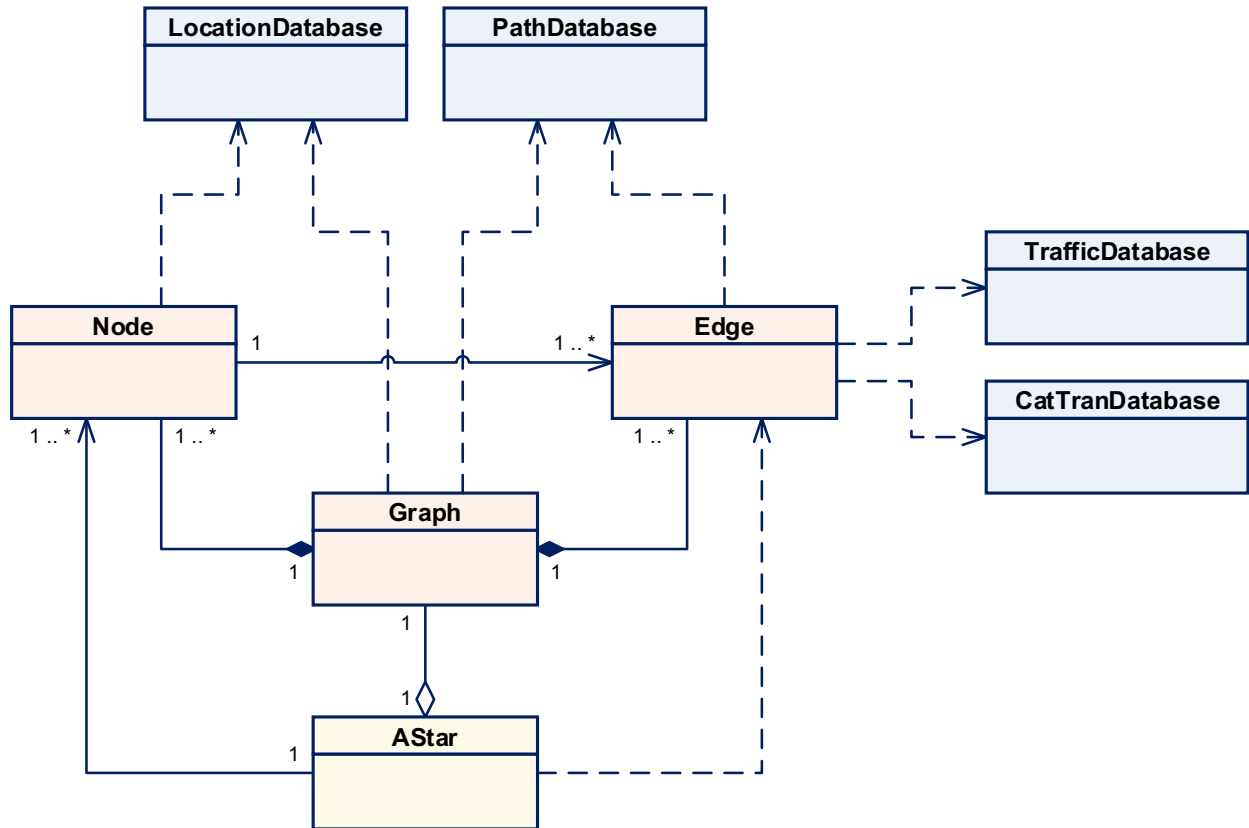 LocationDatabase
PathDatabase
TrafficDatabase
Node
Edge
1
1 .. *
CatTranDatabase
1 .. *
1 .. *
1 .. *
Graph
1
1
1
1
AStar
1